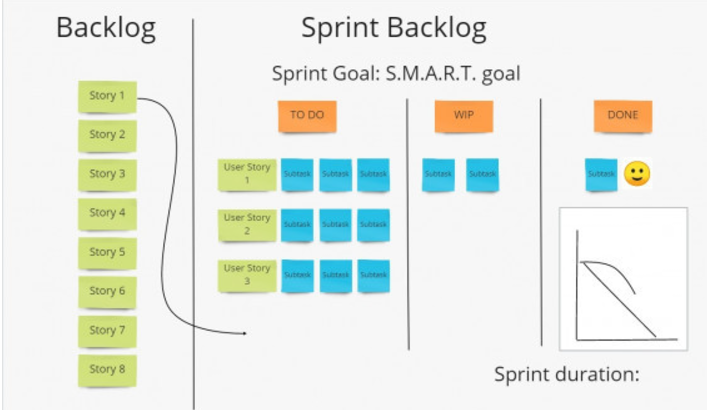 Backlog
Sprint Backlog
Sprint Goal: S.M.A.R.T. goal
TO DO
WIP
DONE
Story 1
Story 2
Story 3
Story 4
Story 5
Story 6
Story 7
Story 8
User Story
1
Subtask
Subtask
Subtask
Subtask
Subtask
Subtask
User Story
2
Subtask
Subtask
Subtask
User Story
3
Subtask
Subtask
Subtask
Sprint duration: